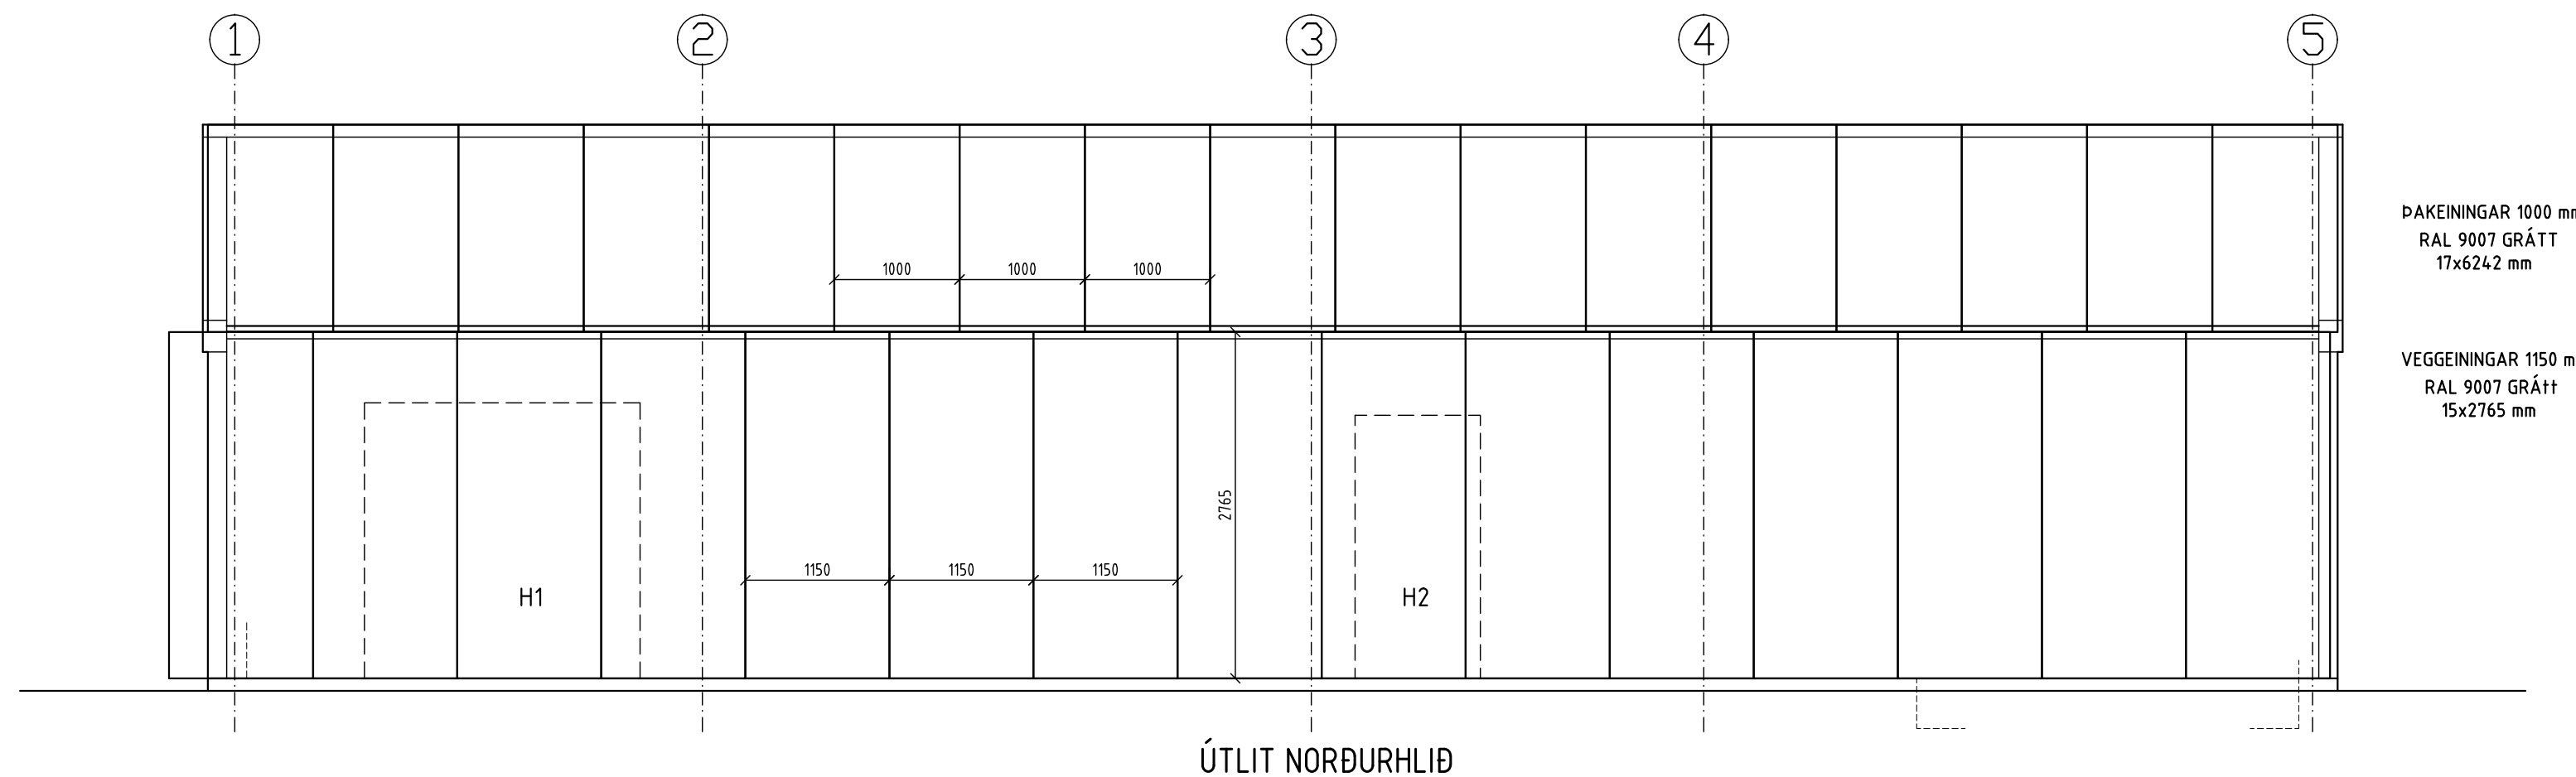 1 2 3 4 5
ÞAKEININGAR 1000 mm
RAL 9007 GRÁTT
17x6242 mm
1000 1000 1000
VEGGEININGAR 1150 m
RAL 9007 GRÁtt
15x2765 mm
2765
1150 1150 1150
H1 H2
ÚTLIT NORÐURHLIÐ